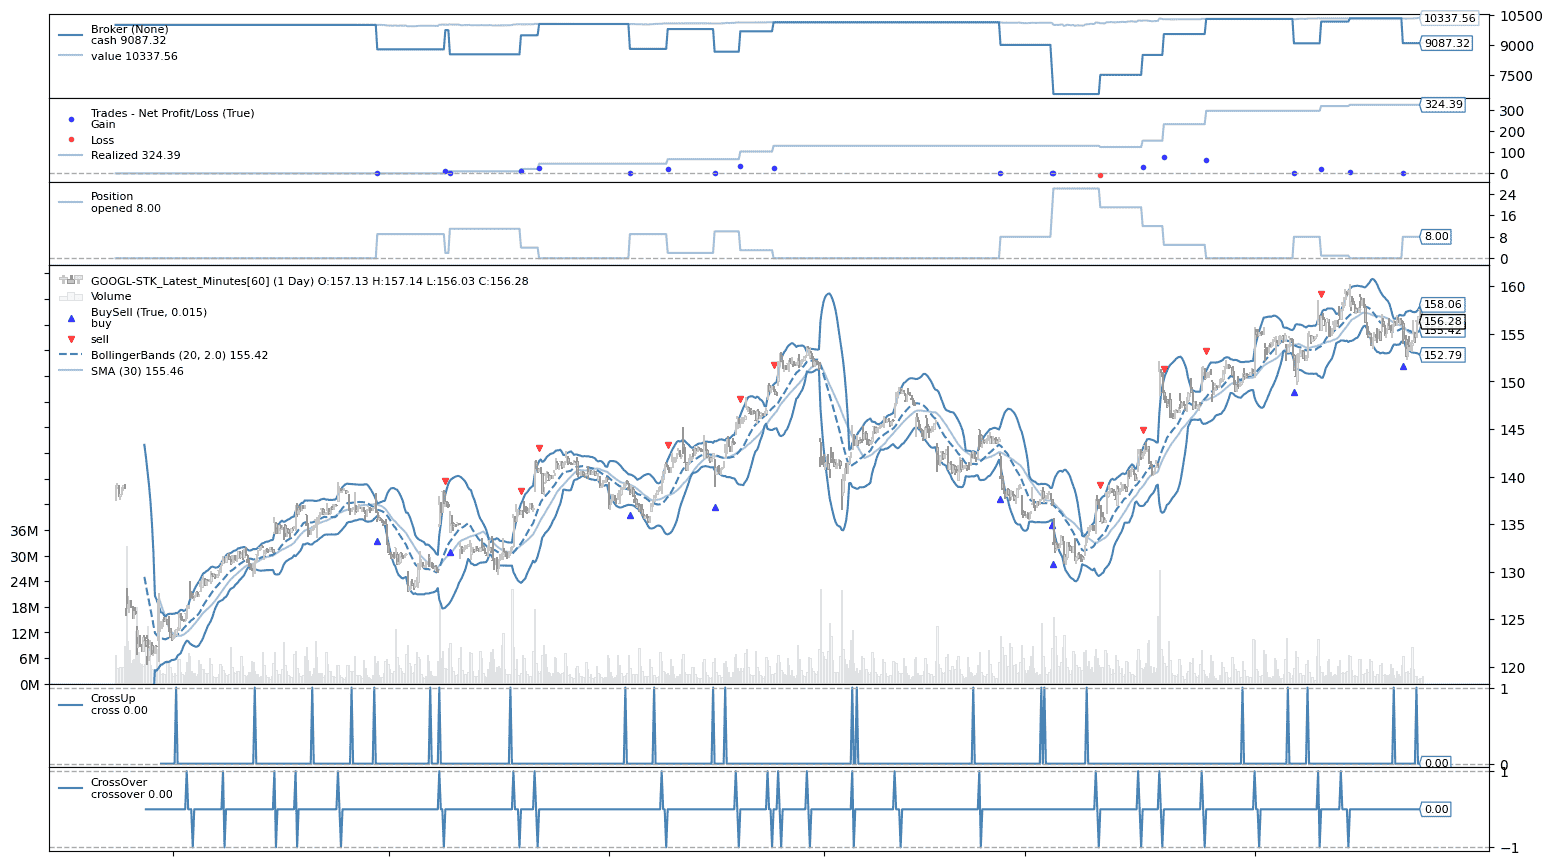 Broker (None)
cash 9087.32
value 10337.56
10337.56
9087.32
10500
9000
7500
Trades - Net Profit/Loss (True)
Gain
Loss
Realized 324.39
324.39
300
200
100
0
Position
opened 8.00
8.00
24
16
8
0
GOOGL-STK_Latest_Minutes[60] (1 Day) O:157.13 H:157.14 L:156.03 C:156.28
Volume
BuySell (True, 0.015)
buy
sell
BollingerBands (20, 2.0) 155.42
SMA (30) 155.46
158.06
156.28
155.42
152.79
160
155
150
145
140
135
130
125
120
36M
30M
24M
18M
12M
6M
0M
CrossUp
cross 0.00
0.00
1
0
CrossOver
crossover 0.00
0.00
1
−1